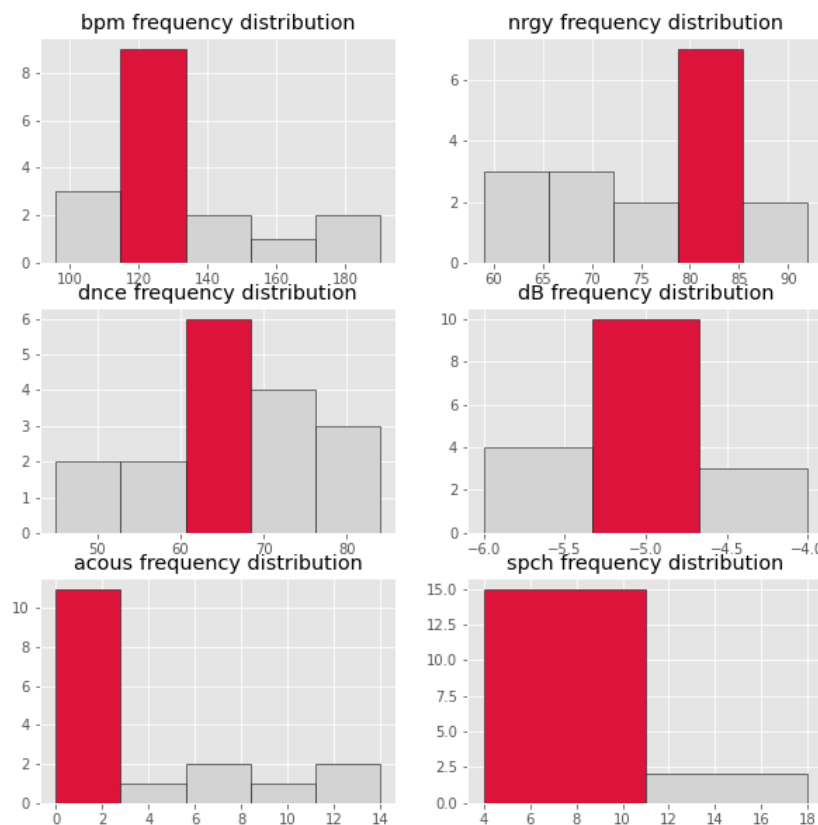 bpm frequency distribution
8
6
4
2
0
100 120 140 160 180
nrgy frequency distribution
6
4
2
0
60 65 70 75 80 85 90
dnce frequency distribution
6
5
4
3
2
1
0
50 60 70 80
dB frequency distribution
10
8
6
4
2
0
−6.0 −5.5 −5.0 −4.5 −4.0
acous frequency distribution
10
8
6
4
2
0
0 2 4 6 8 10 12 14
spch frequency distribution
15.0
12.5
10.0
7.5
5.0
2.5
0.0
4 6 8 10 12 14 16 18